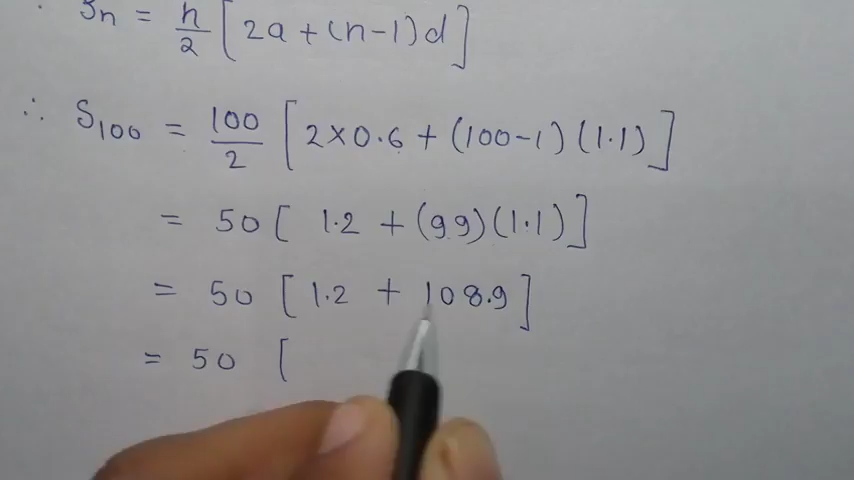 Sn = n/2 [2a + (n-1)d]
∴ S100 = 100/2 [2×0.6 + (100-1)(1.1)]
= 50 [1.2 + (99)(1.1)]
= 50 [1.2 + 108.9]
= 50 [